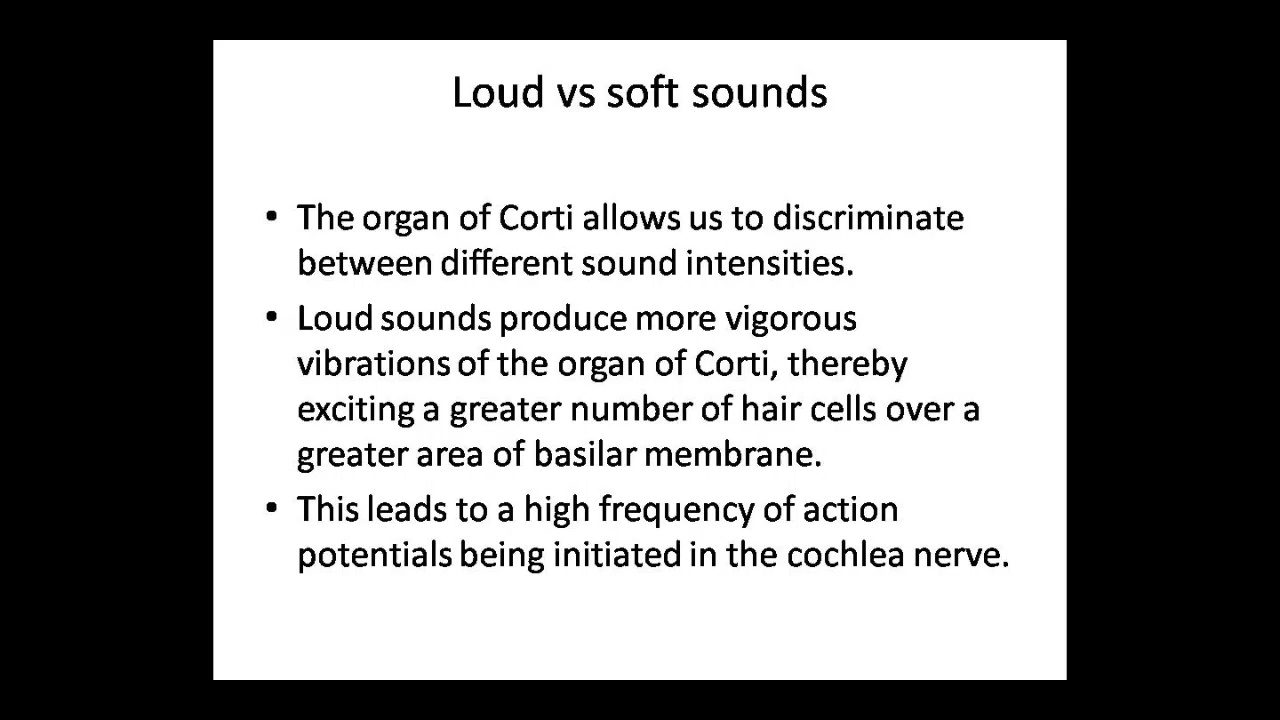 Loud vs soft sounds
• The organ of Corti allows us to discriminate
between different sound intensities.
• Loud sounds produce more vigorous
vibrations of the organ of Corti, thereby
exciting a greater number of hair cells over a
greater area of basilar membrane.
• This leads to a high frequency of action
potentials being initiated in the cochlea nerve.